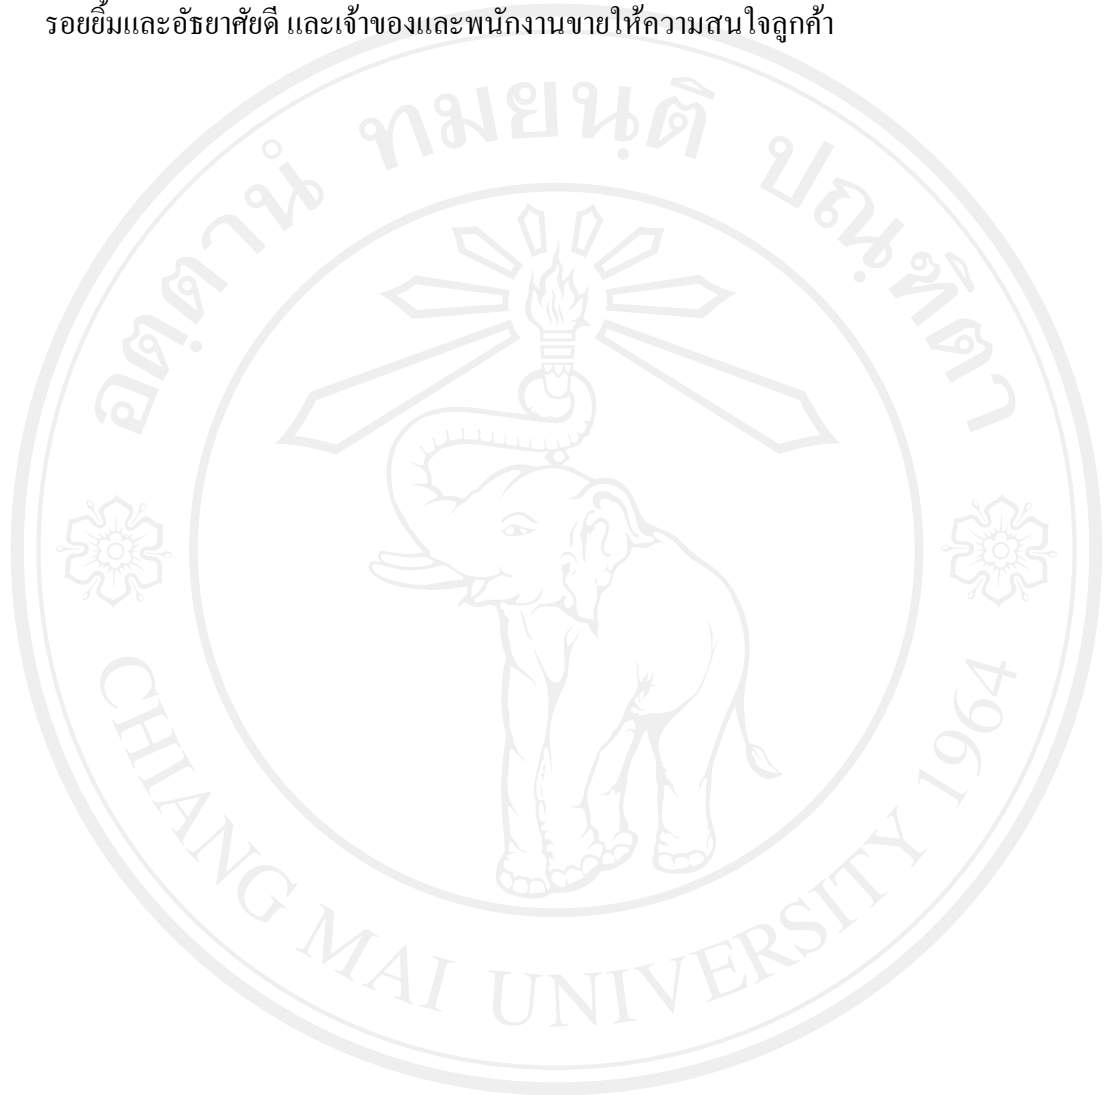 รอยยิ้มและอัธยาศัยดี และเจ้าของและพนักงานขายให้ความสนใจลูกค้า
อตฺตานํ ทมยนฺติ ปณฺฑิตา
CHIANG MAI UNIVERSITY 1964